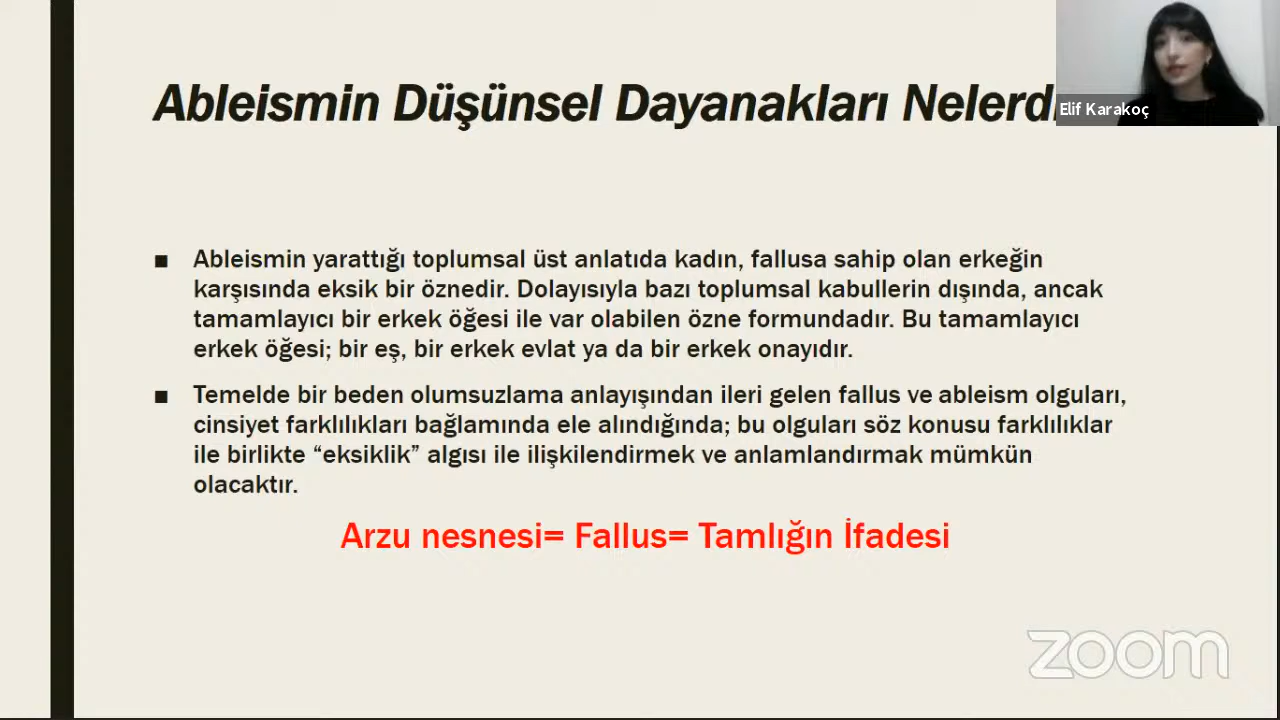 Ableismin Düşünsel Dayanakları
Elif Karakoç
■ Ableismin yarattığı toplumsal üst anlatıda kadın, fallusa sahip olan erkeğin
karşısında eksik bir öznedir. Dolayısıyla bazı toplumsal kabullerin dışında, ancak
tamamlayıcı bir erkek öğesi ile var olabilen özne formundadır. Bu tamamlayıcı
erkek öğesi; bir eş, bir erkek evlat ya da bir erkek onayıdır.
■ Temelde bir beden olumsuzlama anlayışından ileri gelen fallus ve ableism olguları,
cinsiyet farklılıkları bağlamında ele alındığında; bu olguları söz konusu farklılıklar
ile birlikte “eksiklik” algısı ile ilişkilendirmek ve anlamlandırmak mümkün
olacaktır.
Arzu nesnesi= Fallus= Tamlığın İfadesi
zoom